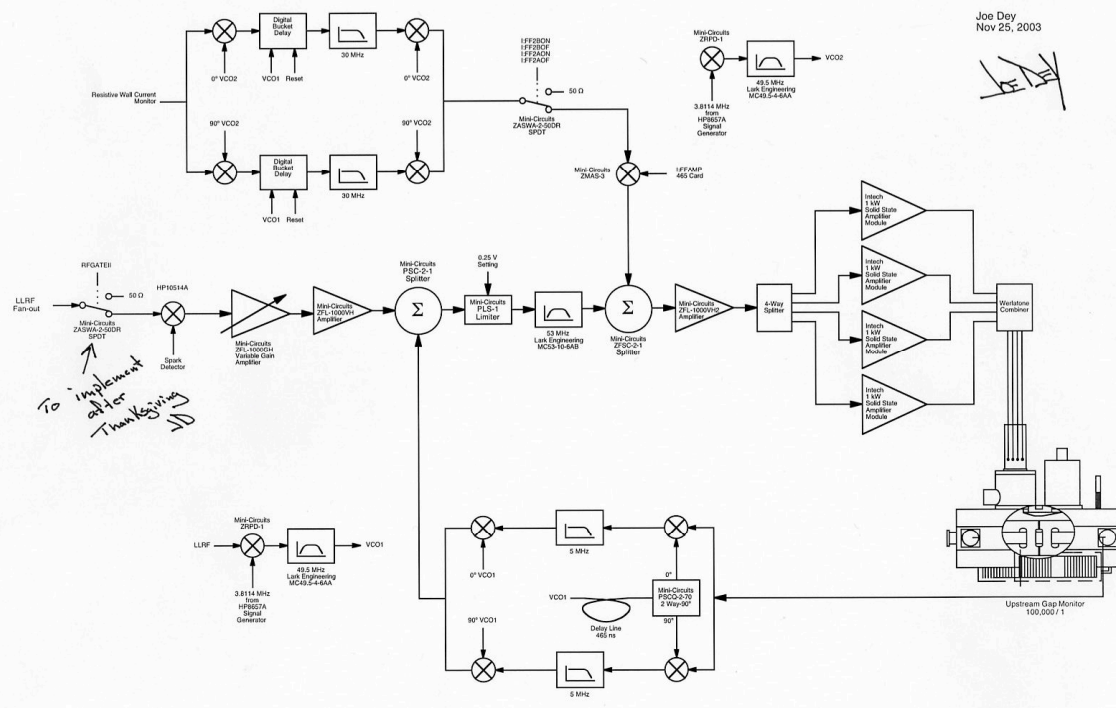 Joe Dey
Nov 25, 2003
Digital
Bucket
Delay
30 MHz
0° VCO2
VCO1 Reset
0° VCO2
Resistive Wall Current
Monitor
90° VCO2
90° VCO2
Digital
Bucket
Delay
30 MHz
VCO1 Reset
I:FF2BON
I:FF2BOF
I:FF2AON
I:FF2AOF
50 Ω
Mini-Circuits
ZASWA-2-50DR
SPDT
Mini-Circuits
ZRPD-1
VCO2
49.5 MHz
Lark Engineering
MC49.5-4-6AA
3.8114 MHz
from
HP8657A
Signal
Generator
Mini-Circuits
ZMAS-3
I:FFAMP
465 Card
RFGATEII
50 Ω
LLRF
Fan-out
Mini-Circuits
ZASWA-2-50DR
SPDT
HP10514A
Spark
Detector
Mini-Circuits
ZFL-1000GH
Variable Gain
Amplifier
Mini-Circuits
ZFL-1000VH
Amplifier
Mini-Circuits
PSC-2-1
Splitter
Σ
0.25 V
Setting
Mini-Circuits
PLS-1
Limiter
53 MHz
Lark Engineering
MC53-10-6AB
Σ
Mini-Circuits
ZFSC-2-1
Splitter
Mini-Circuits
ZFL-1000VH2
Amplifier
4-Way
Splitter
Intech
1 kW
Solid State
Amplifier
Module
Intech
1 kW
Solid State
Amplifier
Module
Intech
1 kW
Solid State
Amplifier
Module
Intech
1 kW
Solid State
Amplifier
Module
Werlatone
Combiner
To implement
after
Thanksgiving
JD
Mini-Circuits
ZRPD-1
LLRF
VCO1
49.5 MHz
Lark Engineering
MC49.5-4-6AA
3.8114 MHz
from
HP8657A
Signal
Generator
5 MHz
0° VCO1
0°
VCO1
Mini-Circuits
PSCQ-2-70
2 Way-90°
Delay Line
465 ns
90° VCO1
90°
5 MHz
Upstream Gap Monitor
100,000 / 1